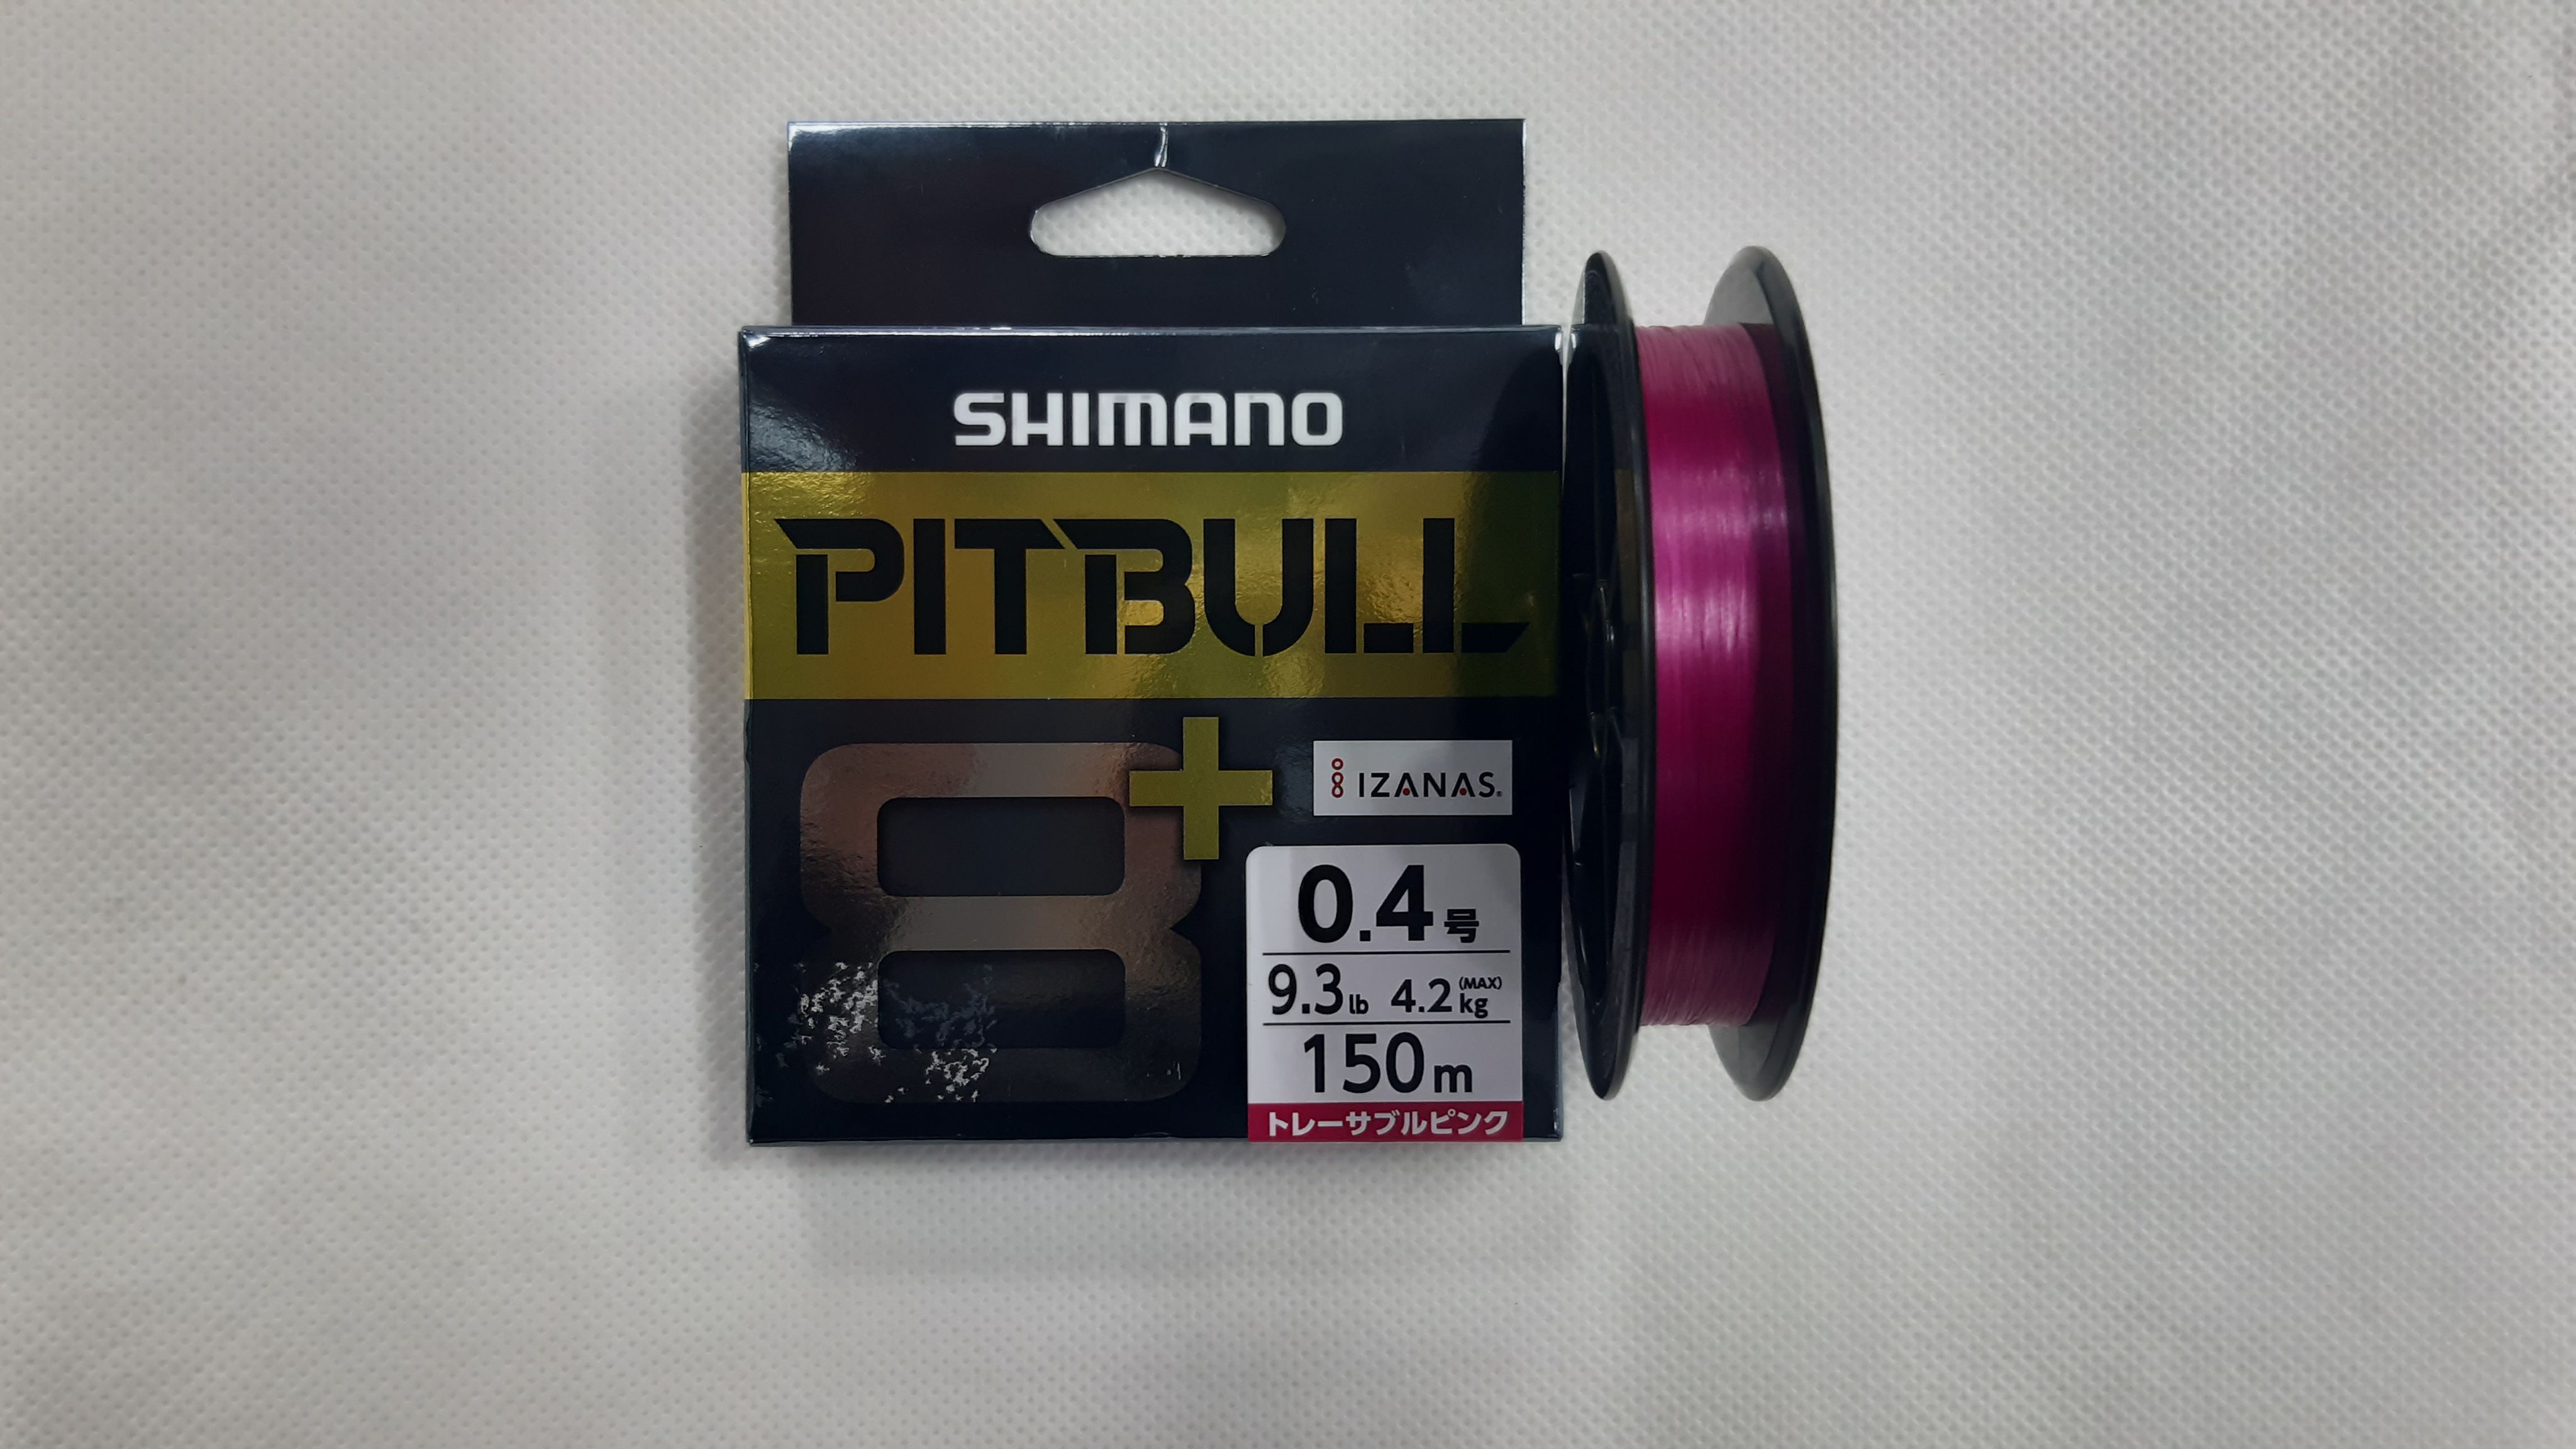 SHIMANO
PITBULL
8+
IZANAS®
0.4号
9.3lb 4.2kg (MAX)
150m
トレーサブルピンク